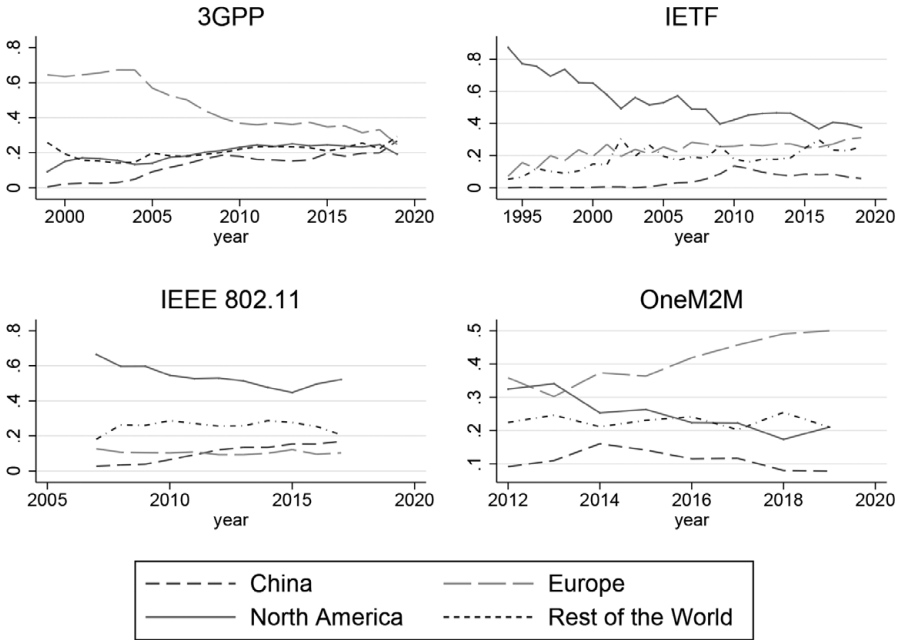 3GPP
.8
.6
.4
.2
0
2000 2005 2010 2015 2020
year
IETF
.8
.6
.4
.2
0
1995 2000 2005 2010 2015 2020
year
IEEE 802.11
.8
.6
.4
.2
0
2005 2010 2015 2020
year
OneM2M
.5
.4
.3
.2
.1
2012 2014 2016 2018 2020
year
China Europe
North America Rest of the World